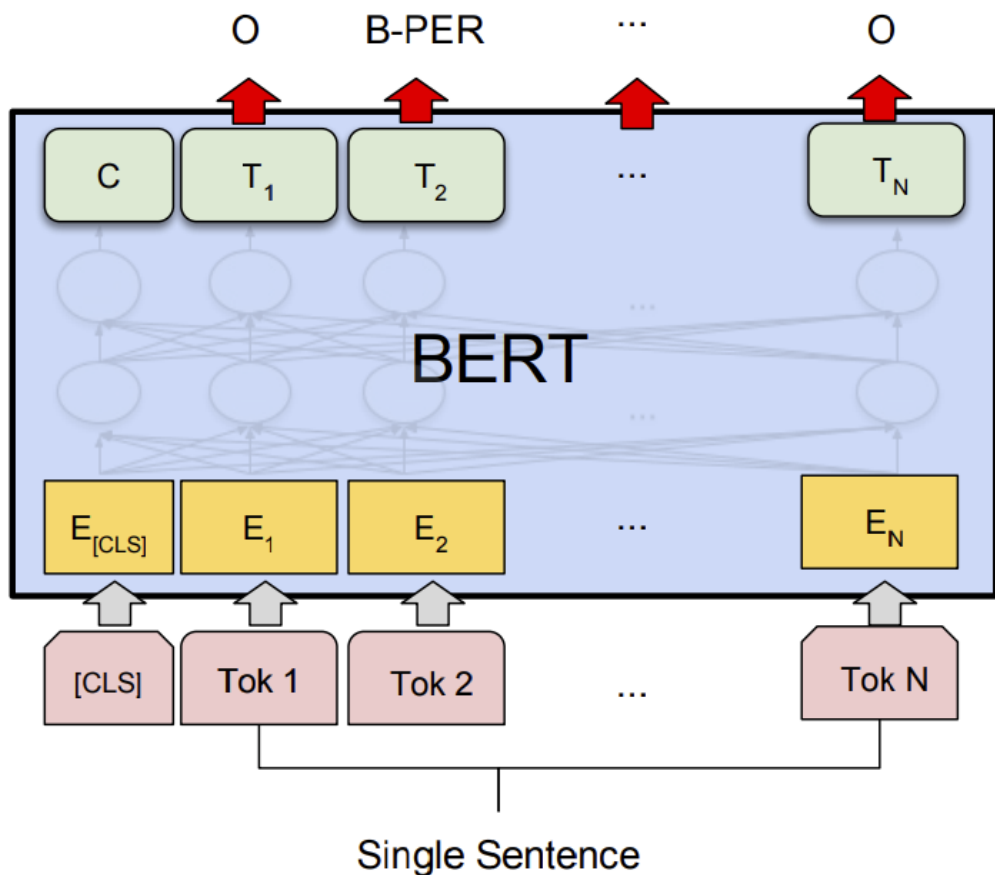 O B-PER ... O
C T1 T2 ... TN
...
BERT
...
E[CLS] E1 E2 ... EN
[CLS] Tok 1 Tok 2 ... Tok N
Single Sentence